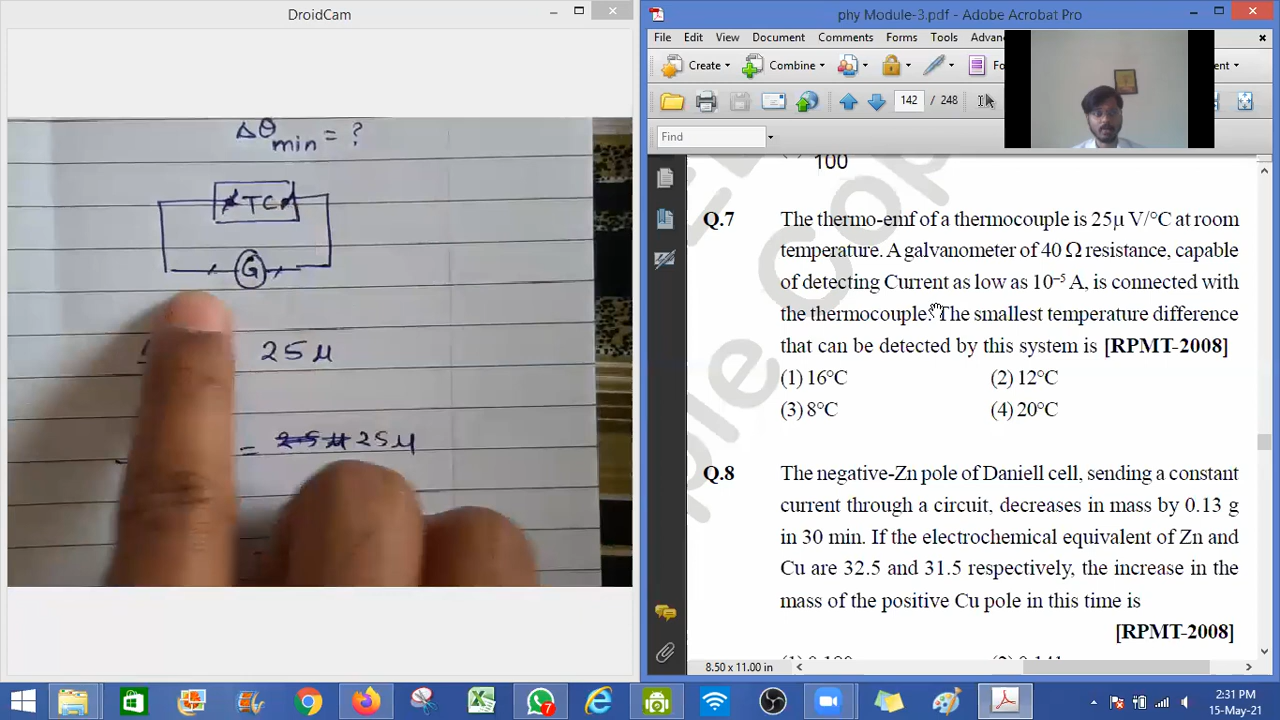 DroidCam
Δθmin = ?
TC
G
25 μ
= 25 μ 25 μ
phy Module-3.pdf - Adobe Acrobat Pro
File Edit View Document Comments Forms Tools Advan
Create Combine
142 / 248
Find
100
Q.7 The thermo-emf of a thermocouple is 25μ V/°C at room
temperature. A galvanometer of 40 Ω resistance, capable
of detecting Current as low as 10⁻⁵ A, is connected with
the thermocouple. The smallest temperature difference
that can be detected by this system is [RPMT-2008]
(1) 16°C (2) 12°C
(3) 8°C (4) 20°C
Q.8 The negative-Zn pole of Daniell cell, sending a constant
current through a circuit, decreases in mass by 0.13 g
in 30 min. If the electrochemical equivalent of Zn and
Cu are 32.5 and 31.5 respectively, the increase in the
mass of the positive Cu pole in this time is
[RPMT-2008]
8.50 x 11.00 in
7
2:31 PM
15-May-21